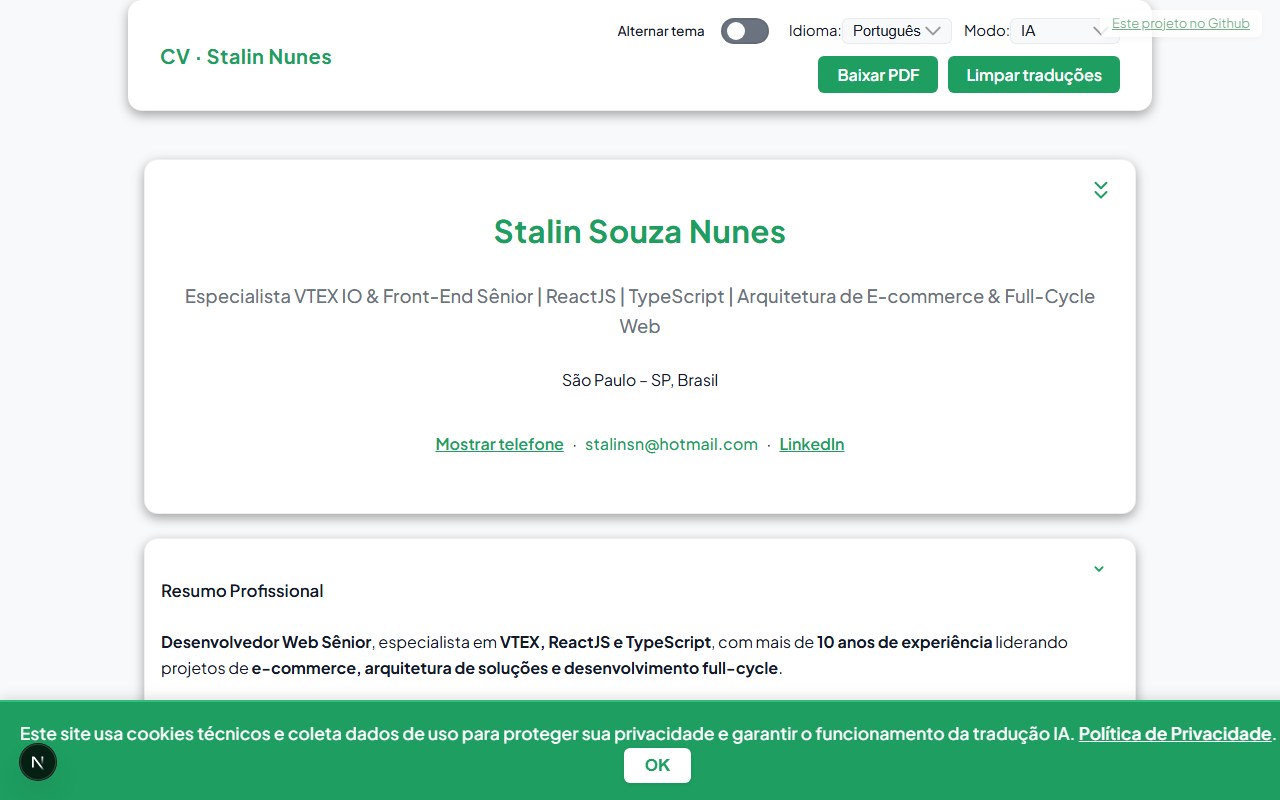 CV · Stalin Nunes
Alternar tema
Idioma: Português
Modo: IA
Este projeto no Github
Baixar PDF
Limpar traduções
Stalin Souza Nunes
Especialista VTEX IO & Front-End Sênior | ReactJS | TypeScript | Arquitetura de E-commerce & Full-Cycle
Web
São Paulo – SP, Brasil
Mostrar telefone · stalinsn@hotmail.com · LinkedIn
Resumo Profissional
Desenvolvedor Web Sênior, especialista em VTEX, ReactJS e TypeScript, com mais de 10 anos de experiência liderando
projetos de e-commerce, arquitetura de soluções e desenvolvimento full-cycle.
Este site usa cookies técnicos e coleta dados de uso para proteger sua privacidade e garantir o funcionamento da tradução IA. Política de Privacidade.
OK
N